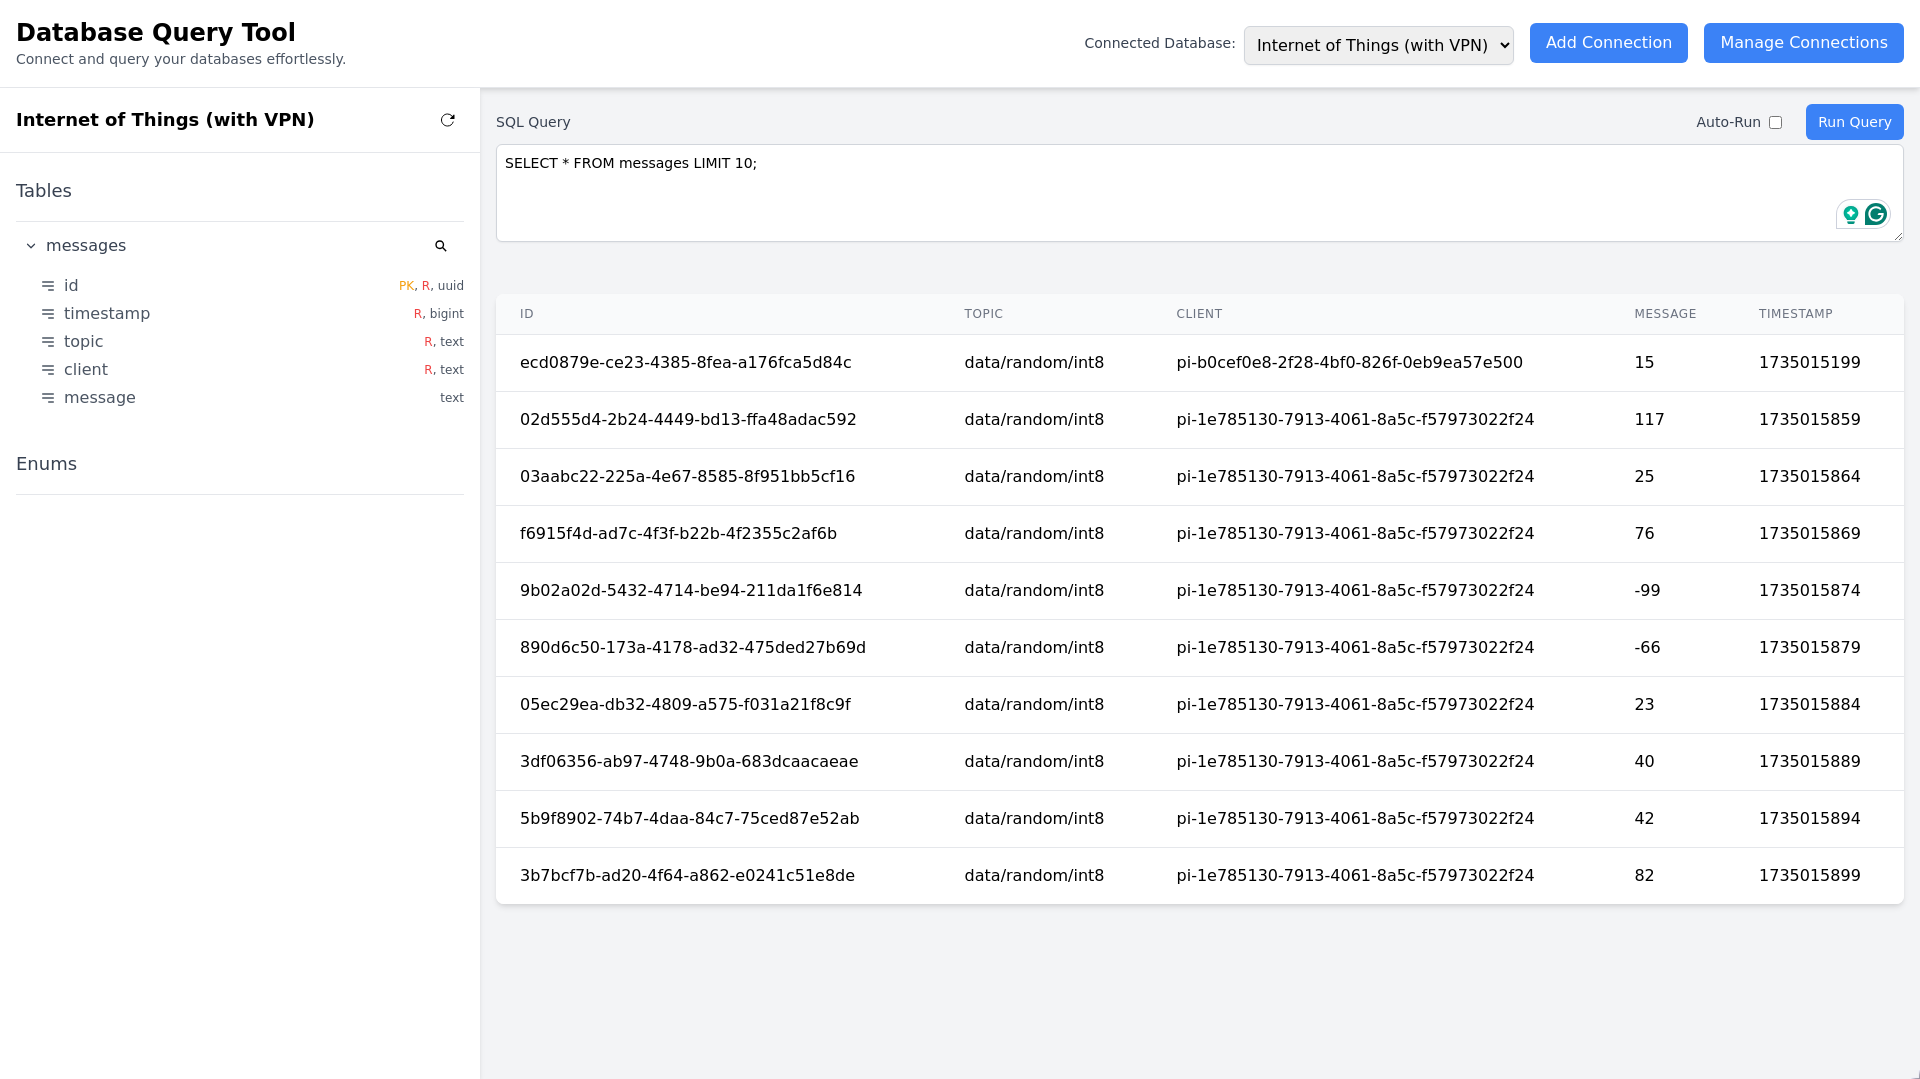 Database Query Tool
Connect and query your databases effortlessly.
Connected Database: Internet of Things (with VPN) Add Connection Manage Connections
Internet of Things (with VPN)
Tables
messages
id PK, R, uuid
timestamp R, bigint
topic R, text
client R, text
message text
Enums
SQL Query Auto-Run Run Query
SELECT * FROM messages LIMIT 10;
ID TOPIC CLIENT MESSAGE TIMESTAMP
ecd0879e-ce23-4385-8fea-a176fca5d84c data/random/int8 pi-b0cef0e8-2f28-4bf0-826f-0eb9ea57e500 15 1735015199
02d555d4-2b24-4449-bd13-ffa48adac592 data/random/int8 pi-1e785130-7913-4061-8a5c-f57973022f24 117 1735015859
03aabc22-225a-4e67-8585-8f951bb5cf16 data/random/int8 pi-1e785130-7913-4061-8a5c-f57973022f24 25 1735015864
f6915f4d-ad7c-4f3f-b22b-4f2355c2af6b data/random/int8 pi-1e785130-7913-4061-8a5c-f57973022f24 76 1735015869
9b02a02d-5432-4714-be94-211da1f6e814 data/random/int8 pi-1e785130-7913-4061-8a5c-f57973022f24 -99 1735015874
890d6c50-173a-4178-ad32-475ded27b69d data/random/int8 pi-1e785130-7913-4061-8a5c-f57973022f24 -66 1735015879
05ec29ea-db32-4809-a575-f031a21f8c9f data/random/int8 pi-1e785130-7913-4061-8a5c-f57973022f24 23 1735015884
3df06356-ab97-4748-9b0a-683dcaacaeae data/random/int8 pi-1e785130-7913-4061-8a5c-f57973022f24 40 1735015889
5b9f8902-74b7-4daa-84c7-75ced87e52ab data/random/int8 pi-1e785130-7913-4061-8a5c-f57973022f24 42 1735015894
3b7bcf7b-ad20-4f64-a862-e0241c51e8de data/random/int8 pi-1e785130-7913-4061-8a5c-f57973022f24 82 1735015899